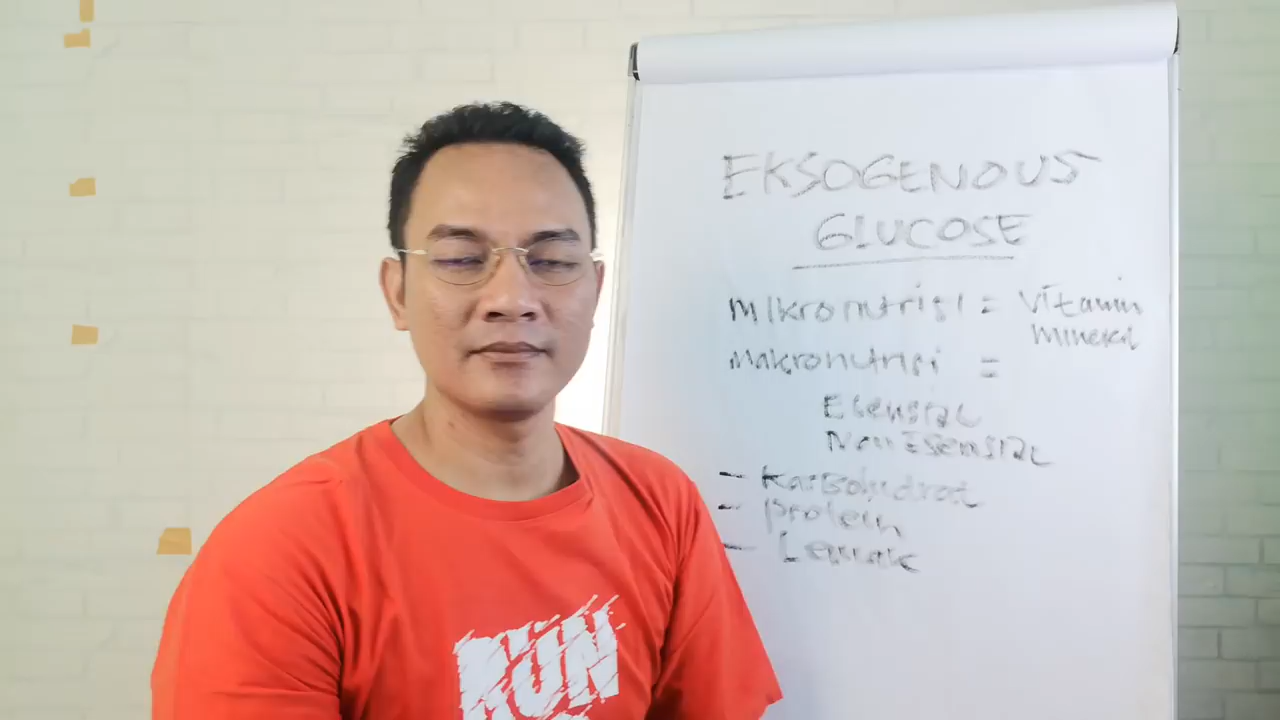 EKSOGENOUS
GLUCOSE
MIKronutrisi = Vitamin
Mineral
Makronutrisi =
Esensial
Non Esensial
- Karbohidrat
- Protein
- Lemak
RUN